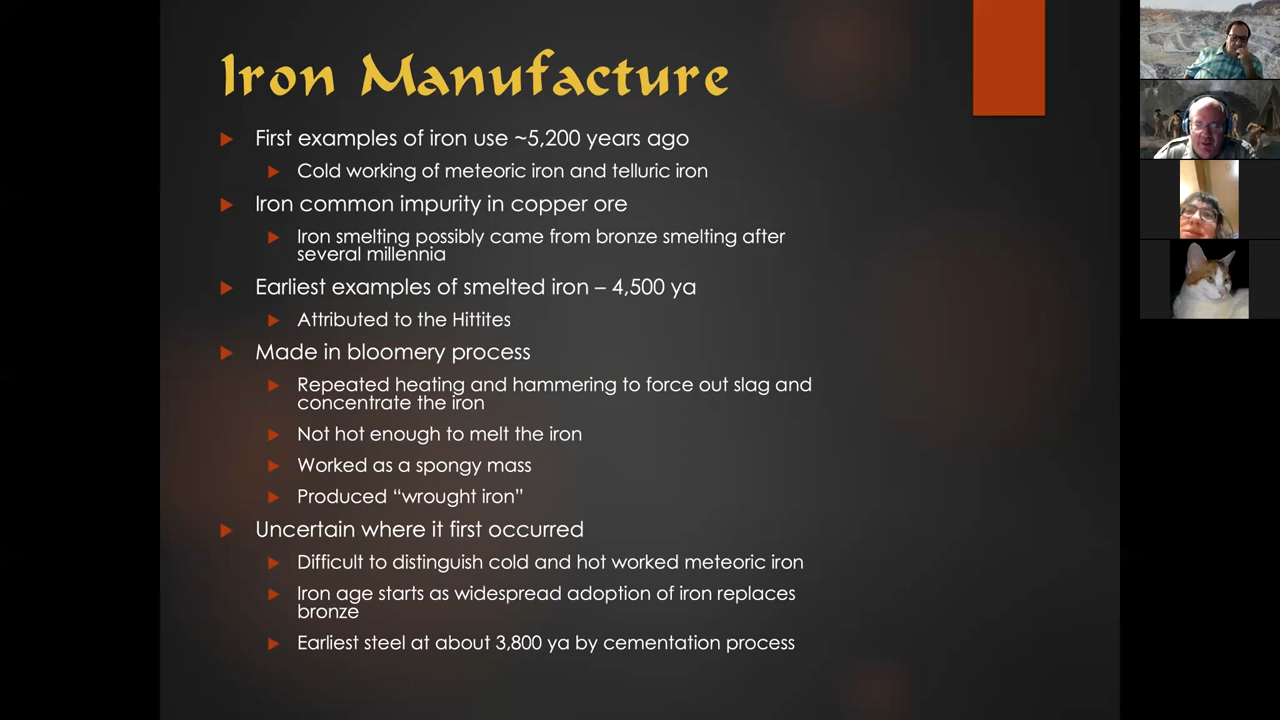 Iron Manufacture
First examples of iron use ~5,200 years ago
Cold working of meteoric iron and telluric iron
Iron common impurity in copper ore
Iron smelting possibly came from bronze smelting after
several millennia
Earliest examples of smelted iron – 4,500 ya
Attributed to the Hittites
Made in bloomery process
Repeated heating and hammering to force out slag and
concentrate the iron
Not hot enough to melt the iron
Worked as a spongy mass
Produced “wrought iron”
Uncertain where it first occurred
Difficult to distinguish cold and hot worked meteoric iron
Iron age starts as widespread adoption of iron replaces
bronze
Earliest steel at about 3,800 ya by cementation process